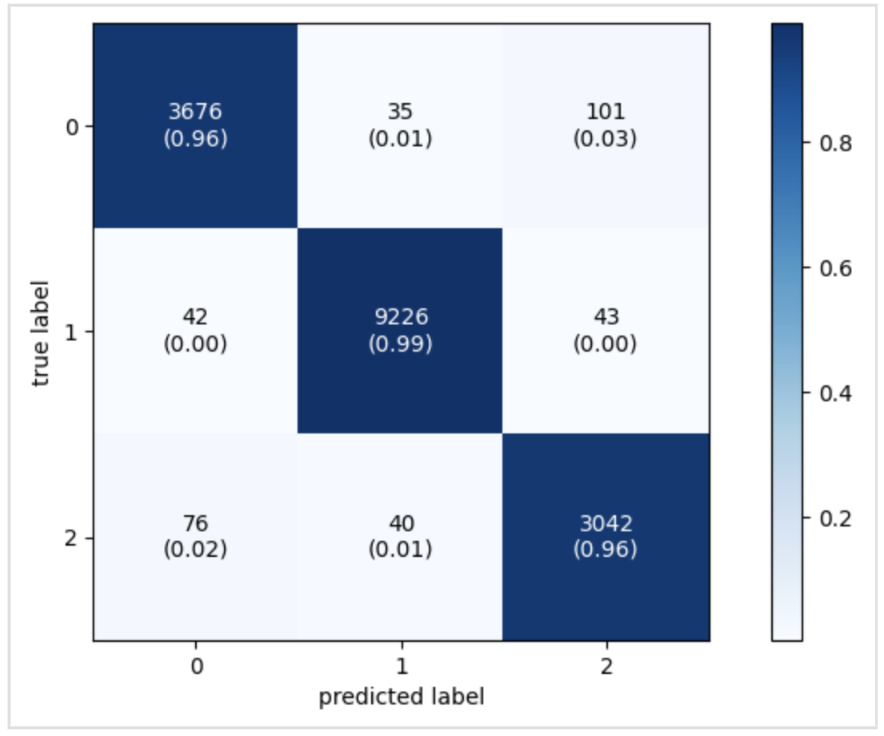 3676 35 101
(0.96) (0.01) (0.03)
0
0.8
0.6
42 9226 43
(0.00) (0.99) (0.00)
1
true label
0.4
76 40 3042
(0.02) (0.01) (0.96)
2
0.2
0 1 2
predicted label